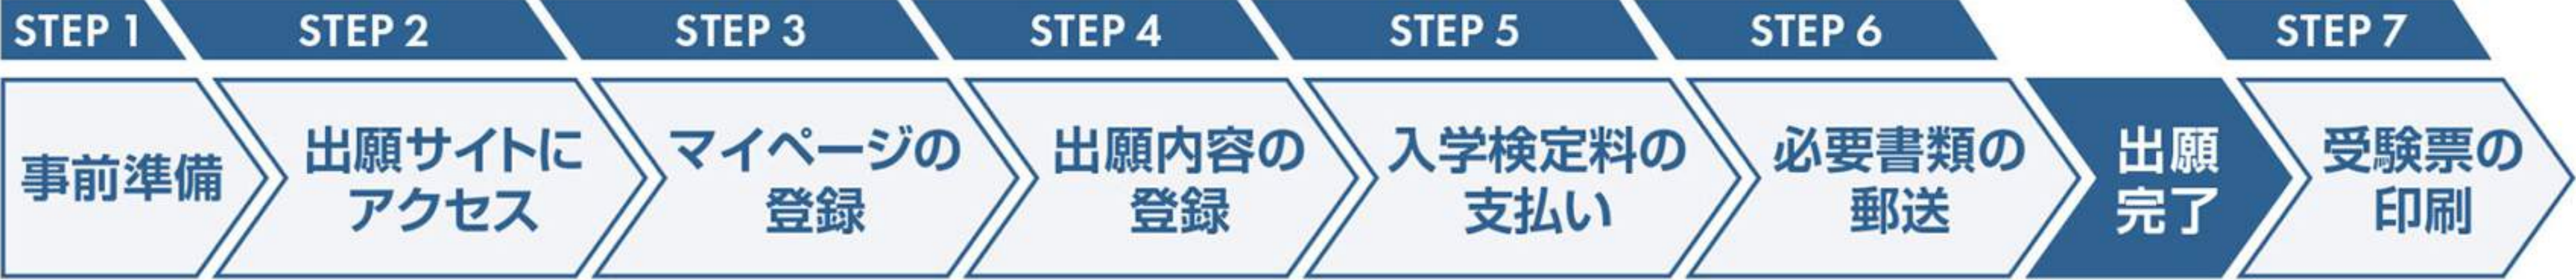 STEP 1
STEP 2
STEP 3
STEP 4
STEP 5
STEP 6
STEP 7
事前準備
出願サイトに
アクセス
マイページの
登録
出願内容の
登録
入学検定料の
支払い
必要書類の
郵送
出願
完了
受験票の
印刷